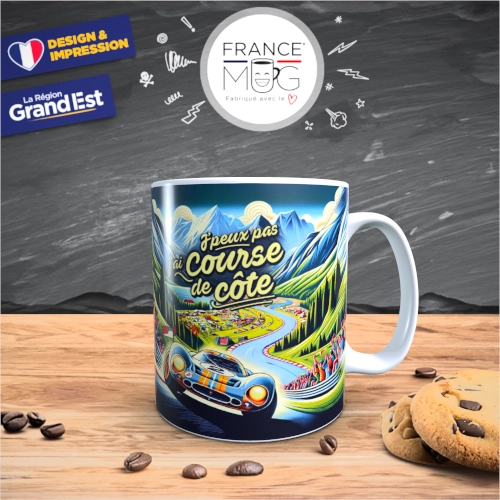 DESIGN &
IMPRESSION
La Région
Grand Est
FRANCE
MUG
Fabriqué avec le
J'peux pas
ai Course
de côte